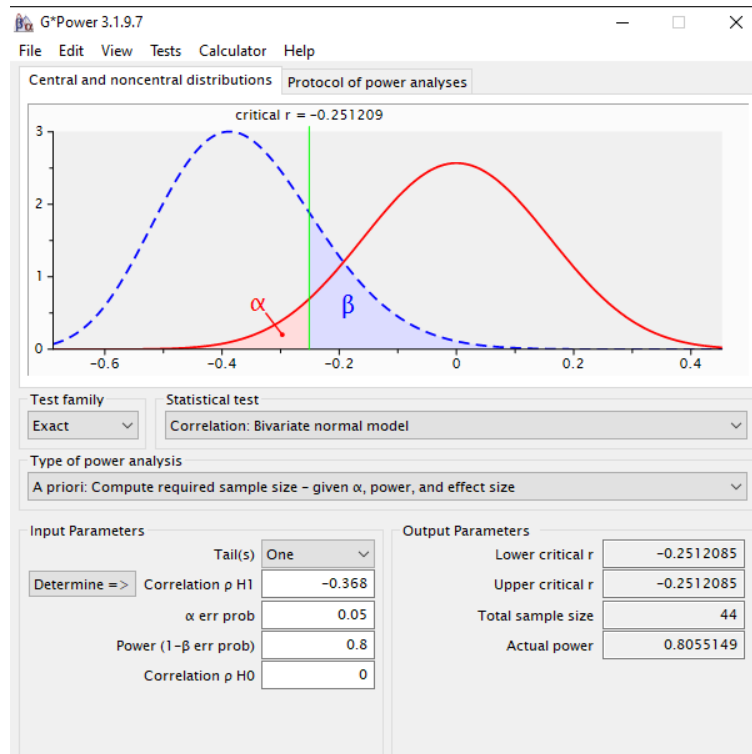 G*Power 3.1.9.7
File Edit View Tests Calculator Help
Central and noncentral distributions Protocol of power analyses
critical r = -0.251209
3
2
1
0
α
β
-0.6 -0.4 -0.2 0 0.2 0.4
Test family Statistical test
Exact Correlation: Bivariate normal model
Type of power analysis
A priori: Compute required sample size - given α, power, and effect size
Input Parameters Output Parameters
Tail(s) One Lower critical r -0.2512085
Determine => Correlation ρ H1 -0.368 Upper critical r -0.2512085
α err prob 0.05 Total sample size 44
Power (1-β err prob) 0.8 Actual power 0.8055149
Correlation ρ H0 0